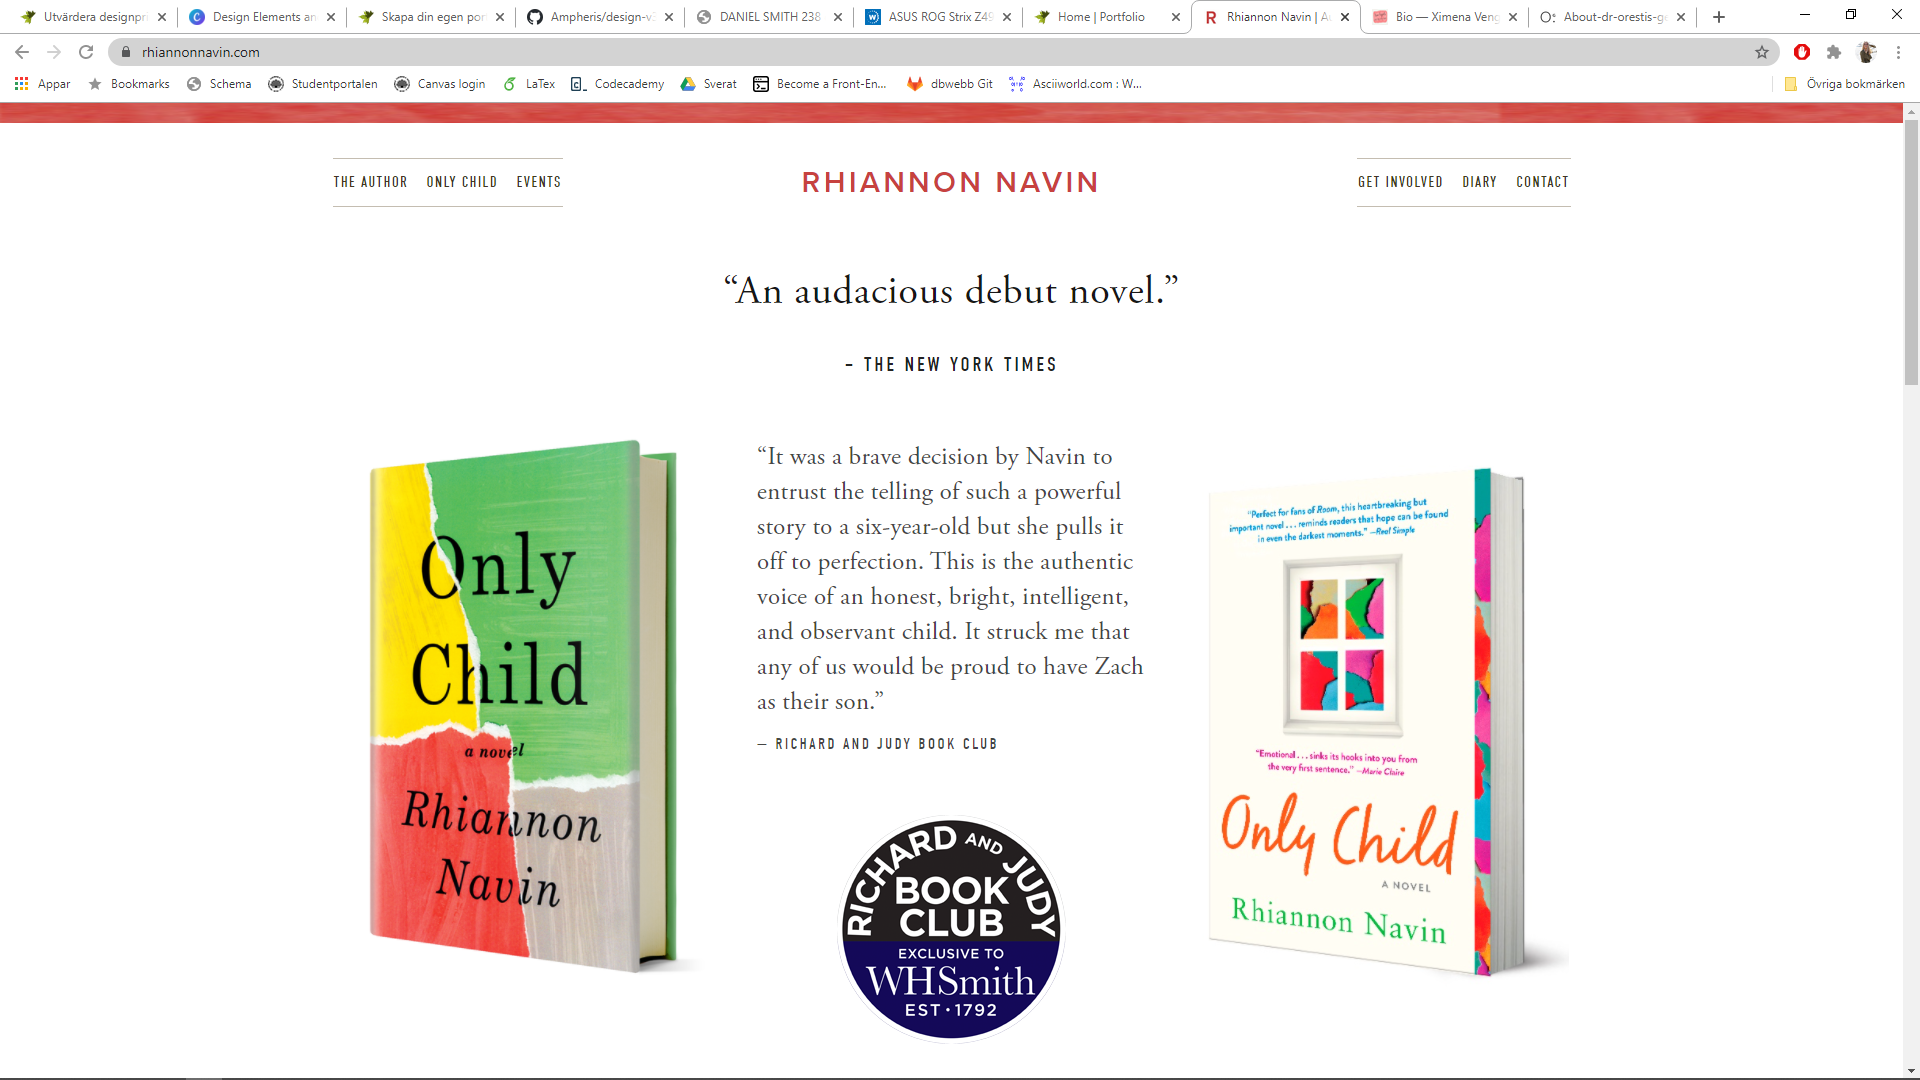 Utvärdera designpr
Design Elements an
Skapa din egen por
Ampheris/design-v
DANIEL SMITH 238
ASUS ROG Strix Z49
Home | Portfolio
Rhiannon Navin | A
Bio — Ximena Veng
About-dr-orestis-ge
rhiannonnavin.com
Appar
Bookmarks
Schema
Studentportalen
Canvas login
LaTex
Codecademy
Sverat
Become a Front-En...
dbwebb Git
Asciiworld.com : W...
Övriga bokmärken
THE AUTHOR ONLY CHILD EVENTS
RHIANNON NAVIN
GET INVOLVED DIARY CONTACT
“An audacious debut novel.”
– THE NEW YORK TIMES
Only
Child
a novel
Rhiannon
Navin
“It was a brave decision by Navin to
entrust the telling of such a powerful
story to a six-year-old but she pulls it
off to perfection. This is the authentic
voice of an honest, bright, intelligent,
and observant child. It struck me that
any of us would be proud to have Zach
as their son.”
— RICHARD AND JUDY BOOK CLUB
RICHARD AND JUDY
BOOK
CLUB
EXCLUSIVE TO
WHSmith
EST · 1792
“Perfect for fans of Room, this heartbreaking but
important novel . . . reminds readers that hope can be found
in even the darkest moments.” —Real Simple
“Emotional . . . sinks its hooks into you from
the very first sentence.” —Marie Claire
Only Child
A NOVEL
Rhiannon Navin